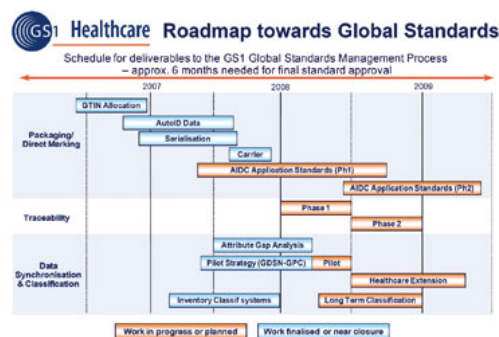 GS1 Healthcare Roadmap towards Global Standards
Schedule for deliverables to the GS1 Global Standards Management Process
– approx. 6 months needed for final standard approval
2007 2008 2009
GTIN Allocation
AutoID Data
Packaging/
Direct Marking
Serialisation
Carrier
AIDC Application Standards (Ph1)
AIDC Application Standards (Ph2)
Traceability
Phase 1
Phase 2
Attribute Gap Analysis
Data
Synchronisation
& Classification
Pilot Strategy (GDSN-GPC) Pilot
Healthcare Extension
Inventory Classif systems Long Term Classification
Work in progress or planned Work finalised or near closure